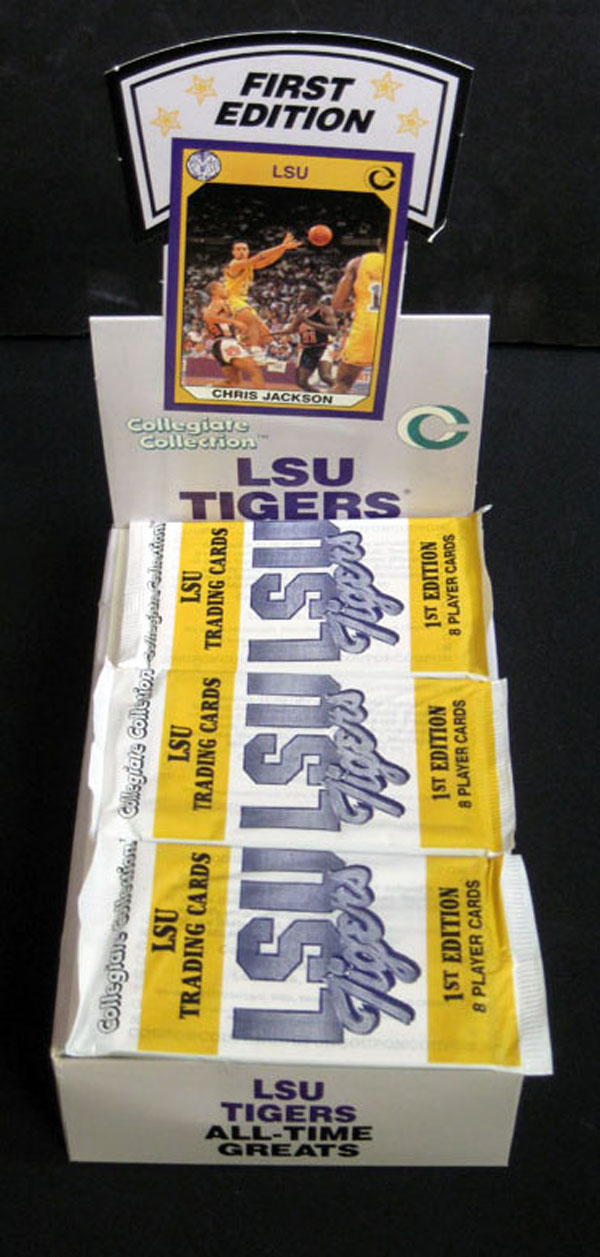 FIRST
EDITION
LSU
CHRIS JACKSON
Collegiate
Collection™
LSU
TIGERS®
Collegiate Collection
LSU
TRADING CARDS
LSU
Tigers
1ST EDITION
8 PLAYER CARDS
Collegiate Collection
LSU
TRADING CARDS
LSU
Tigers
1ST EDITION
8 PLAYER CARDS
Collegiate Collection
LSU
TRADING CARDS
LSU
Tigers
1ST EDITION
8 PLAYER CARDS
LSU
TIGERS
ALL-TIME
GREATS